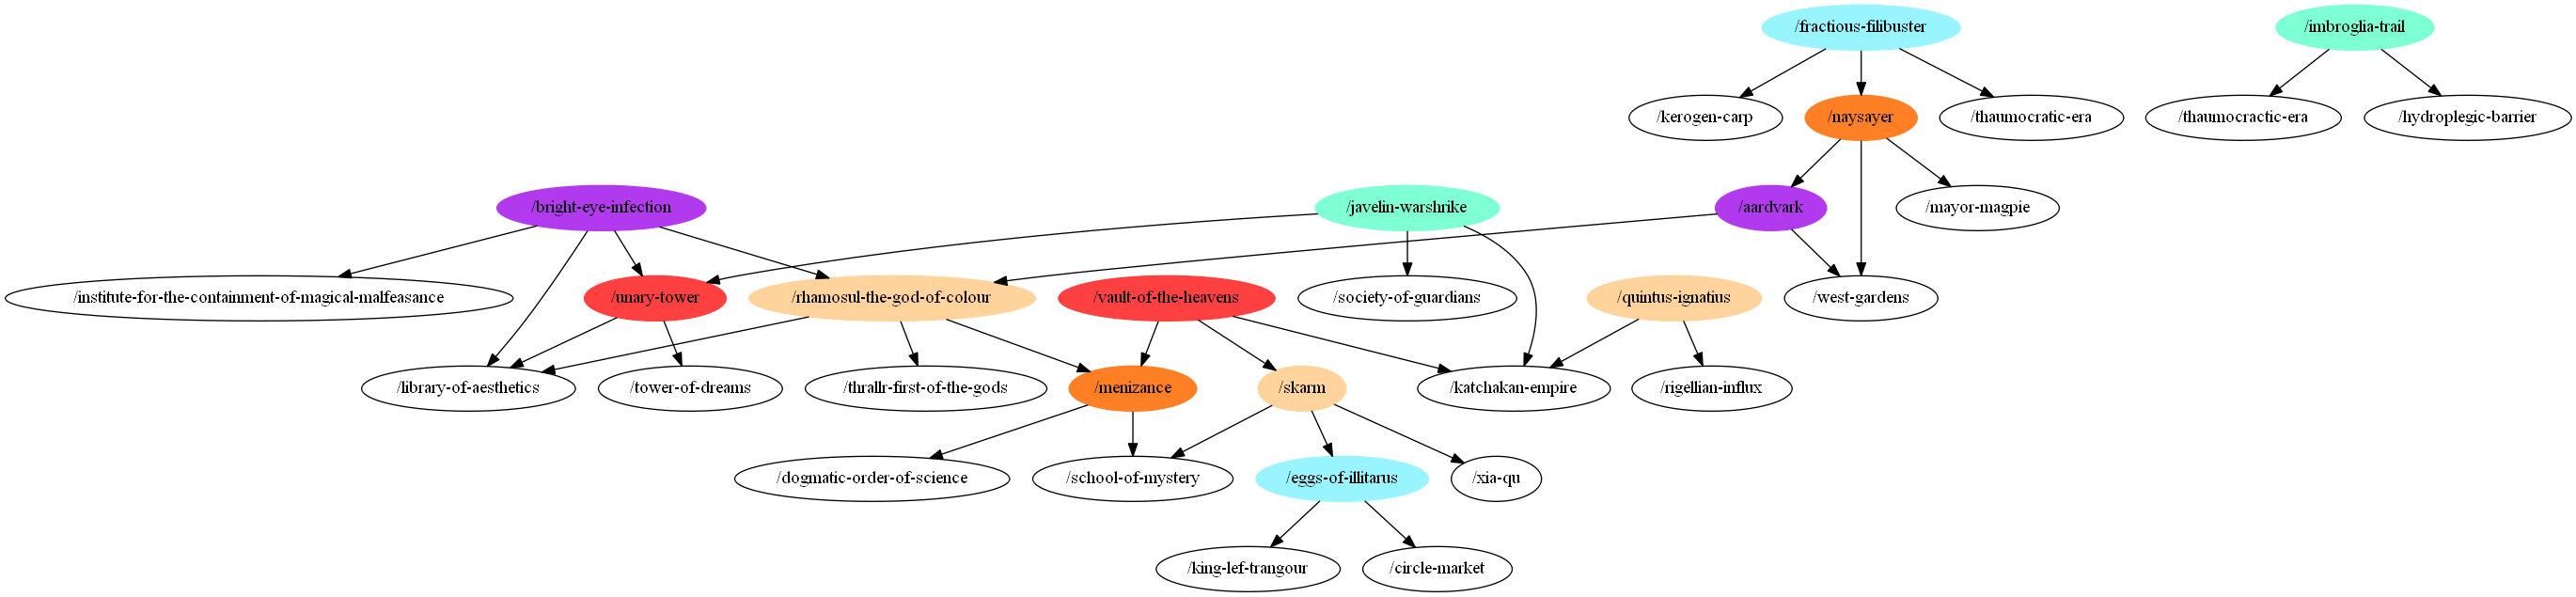 /fractious-filibuster
/imbroglia-trail
/kerogen-carp
/naysayer
/thaumocratic-era
/thaumocractic-era
/hydroplegic-barrier
/bright-eye-infection
/javelin-warshrike
/aardvark
/mayor-magpie
/institute-for-the-containment-of-magical-malfeasance
/unary-tower
/rhamosul-the-god-of-colour
/vault-of-the-heavens
/society-of-guardians
/quintus-ignatius
/west-gardens
/library-of-aesthetics
/tower-of-dreams
/thrallr-first-of-the-gods
/menizance
/skarm
/katchakan-empire
/rigellian-influx
/dogmatic-order-of-science
/school-of-mystery
/eggs-of-illitarus
/xia-qu
/king-lef-trangour
/circle-market